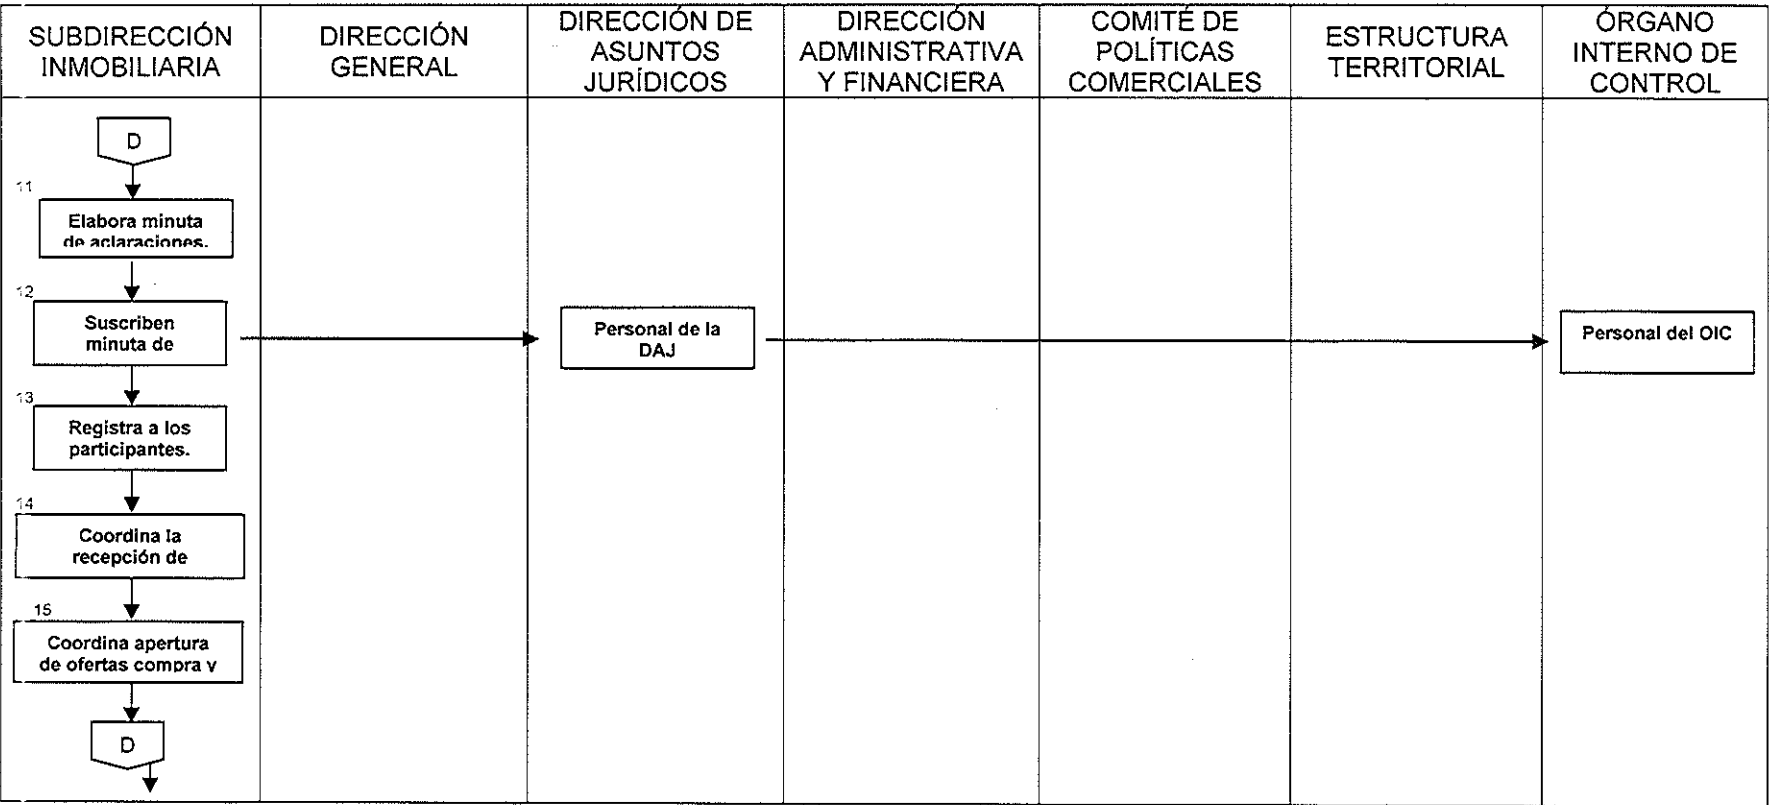 SUBDIRECCIÓN
INMOBILIARIA
DIRECCIÓN
GENERAL
DIRECCIÓN DE
ASUNTOS
JURÍDICOS
DIRECCIÓN
ADMINISTRATIVA
Y FINANCIERA
COMITÉ DE
POLÍTICAS
COMERCIALES
ESTRUCTURA
TERRITORIAL
ÓRGANO
INTERNO DE
CONTROL
D
11
Elabora minuta
de aclaraciones.
12
Suscriben
minuta de
Personal de la
DAJ
Personal del OIC
13
Registra a los
participantes.
14
Coordina la
recepción de
15
Coordina apertura
de ofertas compra y
D